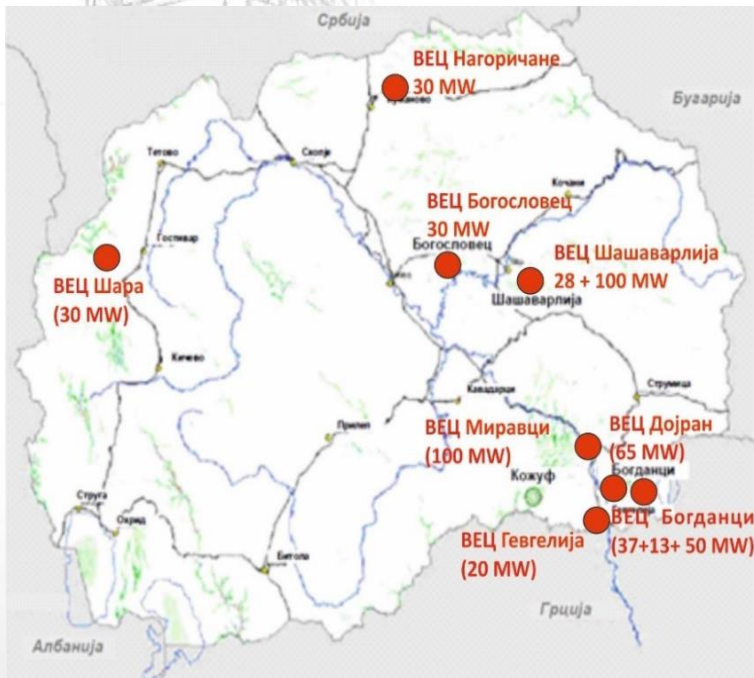 Србија
ВЕЦ Нагоричане
30 MW
Куманово
Бугарија
Тетово
Скопје
Кочани
ВЕЦ Богословец
30 MW
Богословец
Гостивар
ВЕЦ Шашаварлија
28 + 100 MW
Шашаварлија
ВЕЦ Шара
(30 MW)
Кичево
Кавадарци
Струмица
Прилеп
ВЕЦ Миравци
(100 MW)
ВЕЦ Дојран
(65 MW)
Богданци
Кожуф
Струга
Охрид
ВЕЦ Гевгелија
(20 MW)
ВЕЦ Богданци
(37+13+ 50 MW)
Битола
Грција
Албанија